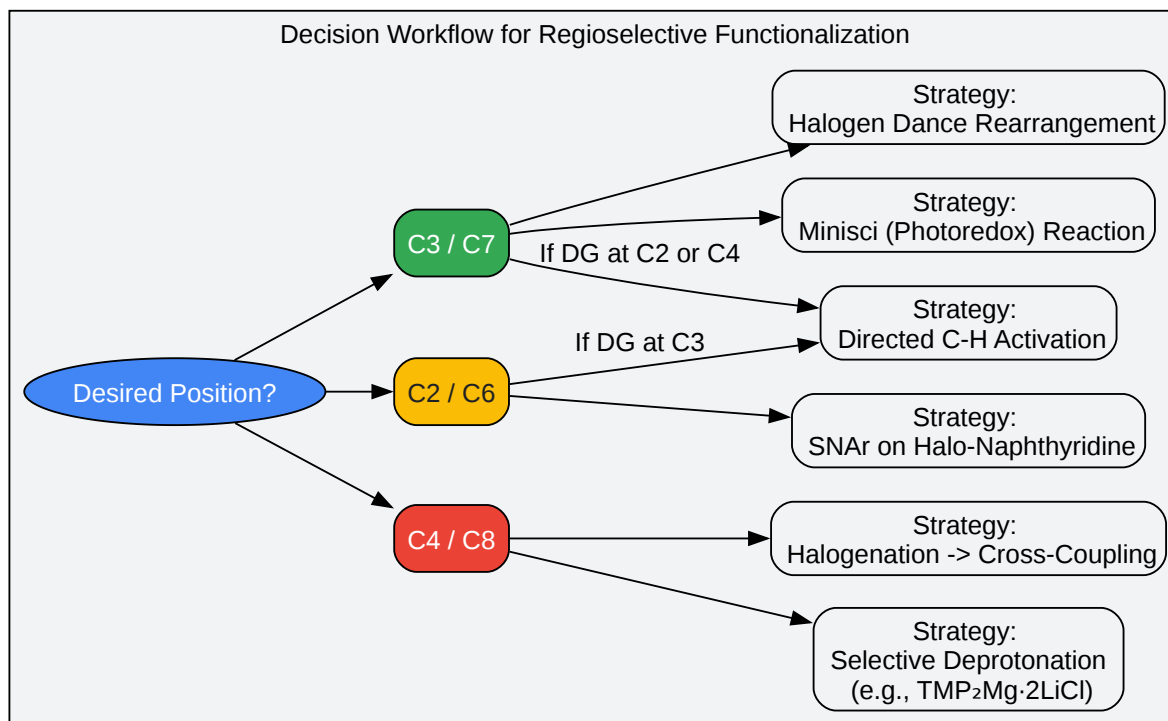 Decision Workflow for Regioselective Functionalization
Strategy:
Halogen Dance Rearrangement
Strategy:
Minisci (Photoredox) Reaction
C3 / C7
If DG at C2 or C4
Strategy:
Directed C-H Activation
If DG at C3
Desired Position?
C2 / C6
Strategy:
SNAr on Halo-Naphthyridine
C4 / C8
Strategy:
Halogenation -> Cross-Coupling
Strategy:
Selective Deprotonation
(e.g., TMP₂Mg·2LiCl)